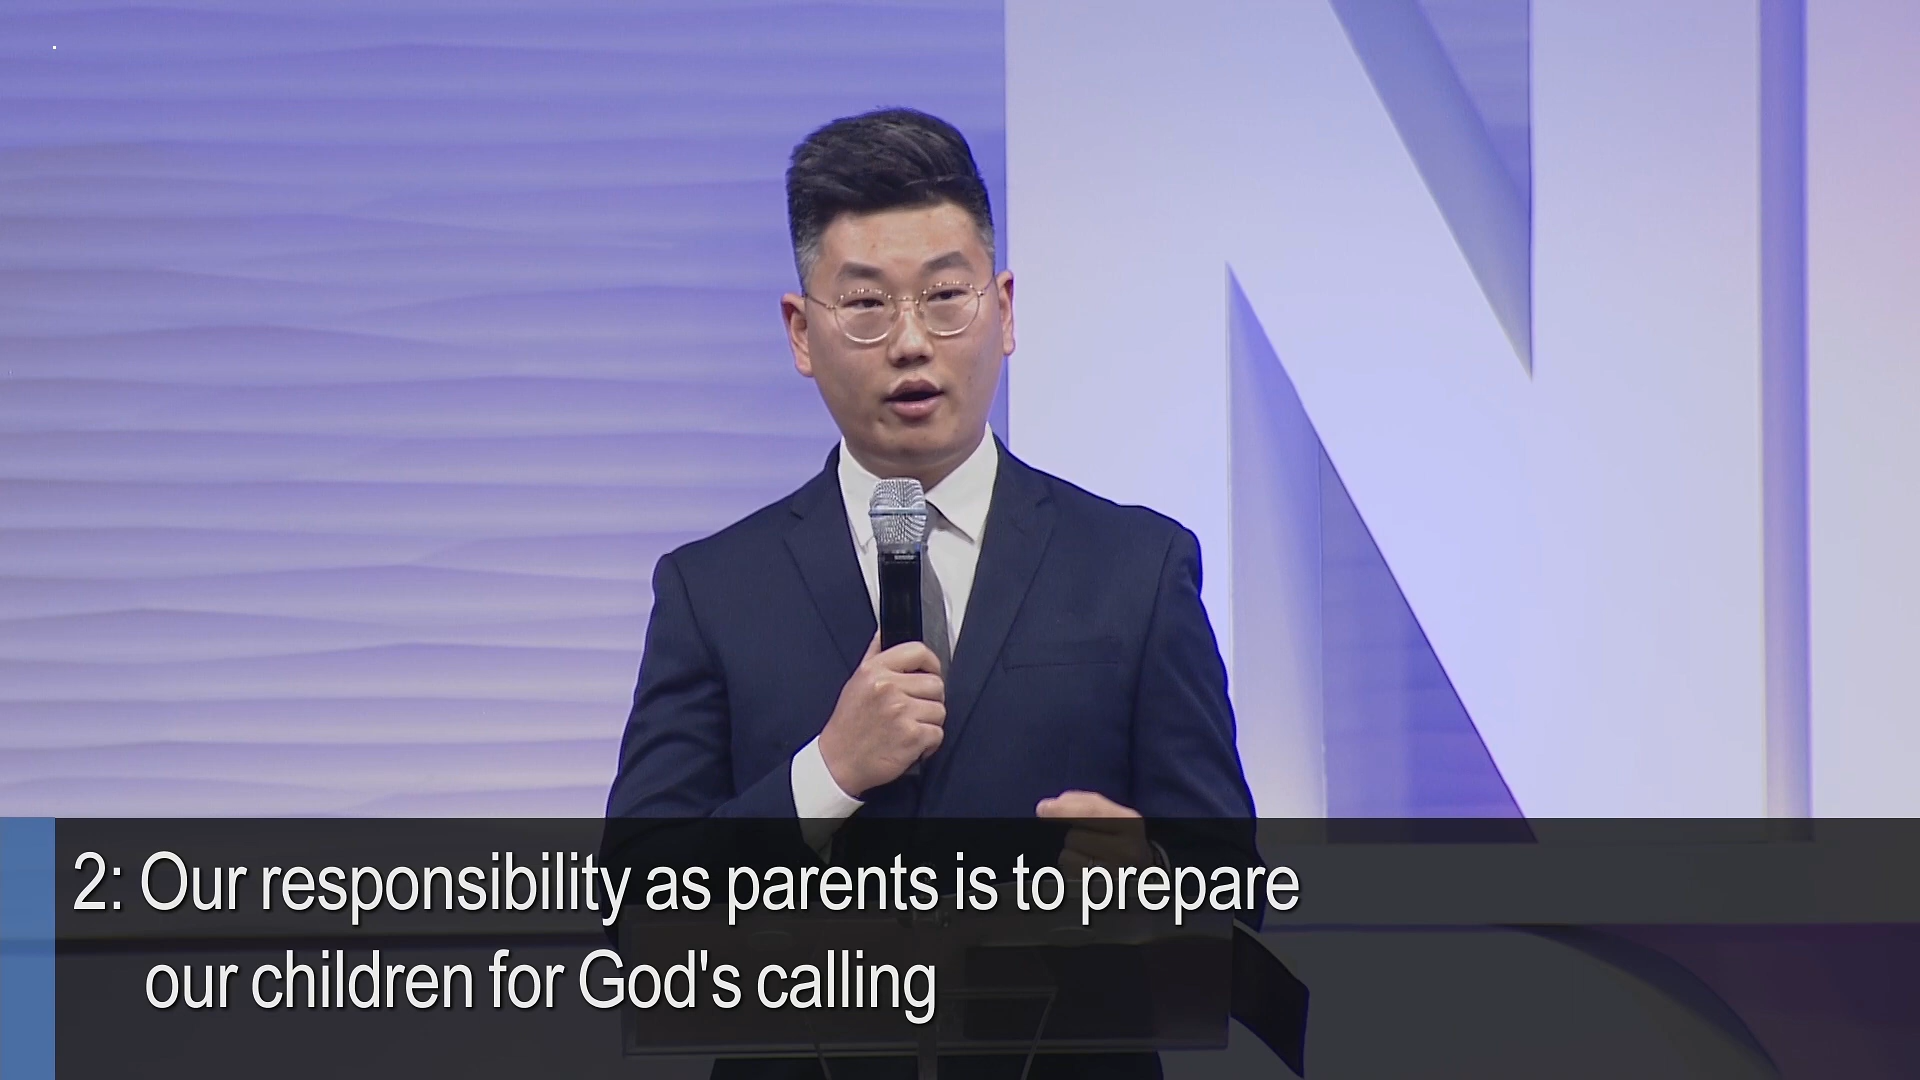 N
2: Our responsibility as parents is to prepare
our children for God's calling